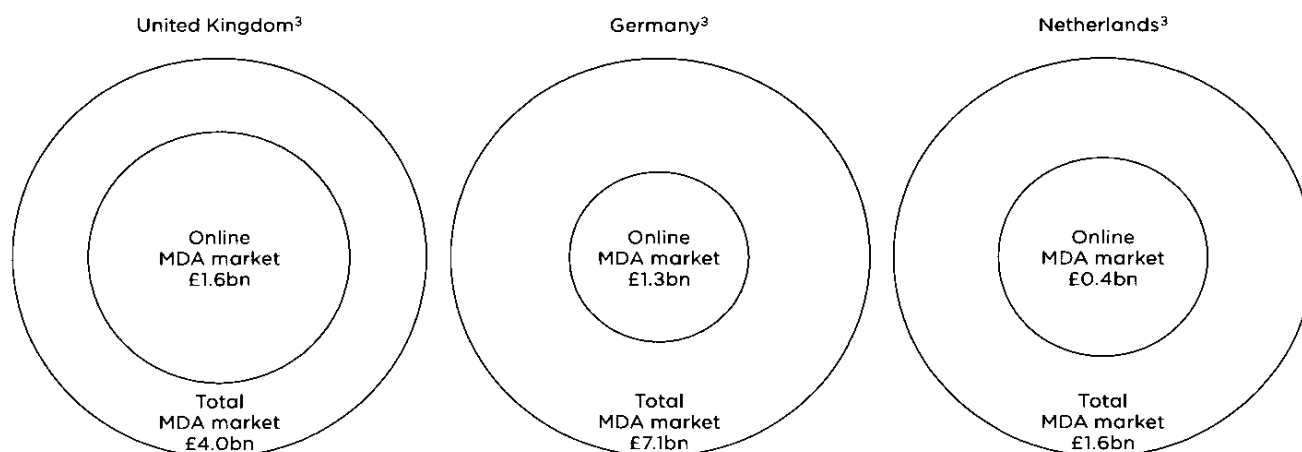 United Kingdom³
Online
MDA market
£1.6bn
Total
MDA market
£4.0bn
Germany³
Online
MDA market
£1.3bn
Total
MDA market
£7.1bn
Netherlands³
Online
MDA market
£0.4bn
Total
MDA market
£1.6bn